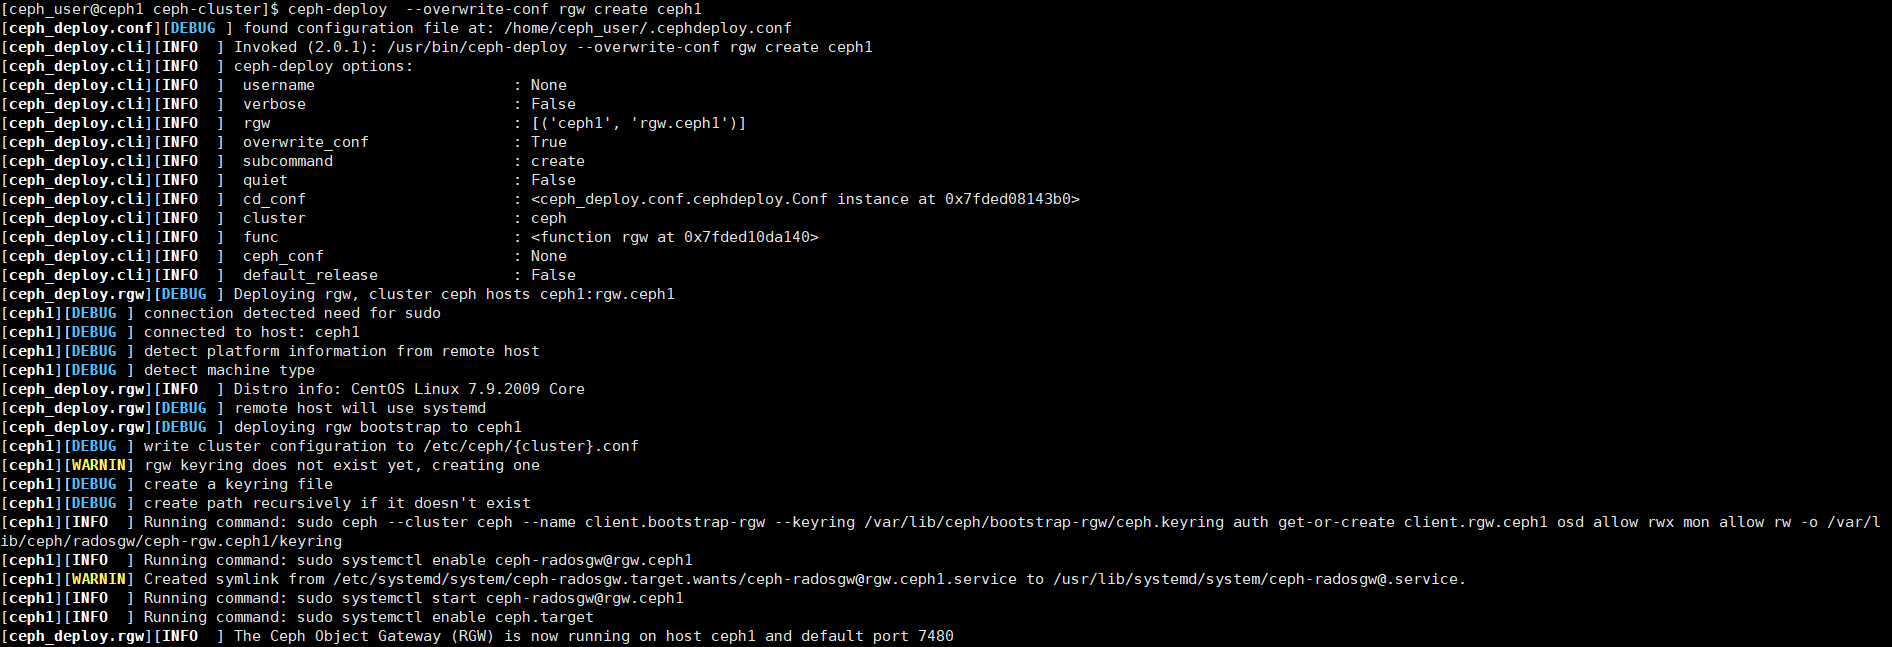 [ceph_user@ceph1 ceph-cluster]$ ceph-deploy  --overwrite-conf rgw create ceph1
[ceph_deploy.conf][DEBUG ] found configuration file at: /home/ceph_user/.cephdeploy.conf
[ceph_deploy.cli][INFO  ] Invoked (2.0.1): /usr/bin/ceph-deploy --overwrite-conf rgw create ceph1
[ceph_deploy.cli][INFO  ] ceph-deploy options:
[ceph_deploy.cli][INFO  ]  username                      : None
[ceph_deploy.cli][INFO  ]  verbose                       : False
[ceph_deploy.cli][INFO  ]  rgw                           : [('ceph1', 'rgw.ceph1')]
[ceph_deploy.cli][INFO  ]  overwrite_conf                : True
[ceph_deploy.cli][INFO  ]  subcommand                    : create
[ceph_deploy.cli][INFO  ]  quiet                         : False
[ceph_deploy.cli][INFO  ]  cd_conf                       : <ceph_deploy.conf.cephdeploy.Conf instance at 0x7fded08143b0>
[ceph_deploy.cli][INFO  ]  cluster                       : ceph
[ceph_deploy.cli][INFO  ]  func                          : <function rgw at 0x7fded10da140>
[ceph_deploy.cli][INFO  ]  ceph_conf                     : None
[ceph_deploy.cli][INFO  ]  default_release               : False
[ceph_deploy.rgw][DEBUG ] Deploying rgw, cluster ceph hosts ceph1:rgw.ceph1
[ceph1][DEBUG ] connection detected need for sudo
[ceph1][DEBUG ] connected to host: ceph1
[ceph1][DEBUG ] detect platform information from remote host
[ceph1][DEBUG ] detect machine type
[ceph_deploy.rgw][INFO  ] Distro info: CentOS Linux 7.9.2009 Core
[ceph_deploy.rgw][DEBUG ] remote host will use systemd
[ceph_deploy.rgw][DEBUG ] deploying rgw bootstrap to ceph1
[ceph1][DEBUG ] write cluster configuration to /etc/ceph/{cluster}.conf
[ceph1][WARNIN] rgw keyring does not exist yet, creating one
[ceph1][DEBUG ] create a keyring file
[ceph1][DEBUG ] create path recursively if it doesn't exist
[ceph1][INFO  ] Running command: sudo ceph --cluster ceph --name client.bootstrap-rgw --keyring /var/lib/ceph/bootstrap-rgw/ceph.keyring auth get-or-create client.rgw.ceph1 osd allow rwx mon allow rw -o /var/l
ib/ceph/radosgw/ceph-rgw.ceph1/keyring
[ceph1][INFO  ] Running command: sudo systemctl enable ceph-radosgw@rgw.ceph1
[ceph1][WARNIN] Created symlink from /etc/systemd/system/ceph-radosgw.target.wants/ceph-radosgw@rgw.ceph1.service to /usr/lib/systemd/system/ceph-radosgw@.service.
[ceph1][INFO  ] Running command: sudo systemctl start ceph-radosgw@rgw.ceph1
[ceph1][INFO  ] Running command: sudo systemctl enable ceph.target
[ceph_deploy.rgw][INFO  ] The Ceph Object Gateway (RGW) is now running on host ceph1 and default port 7480